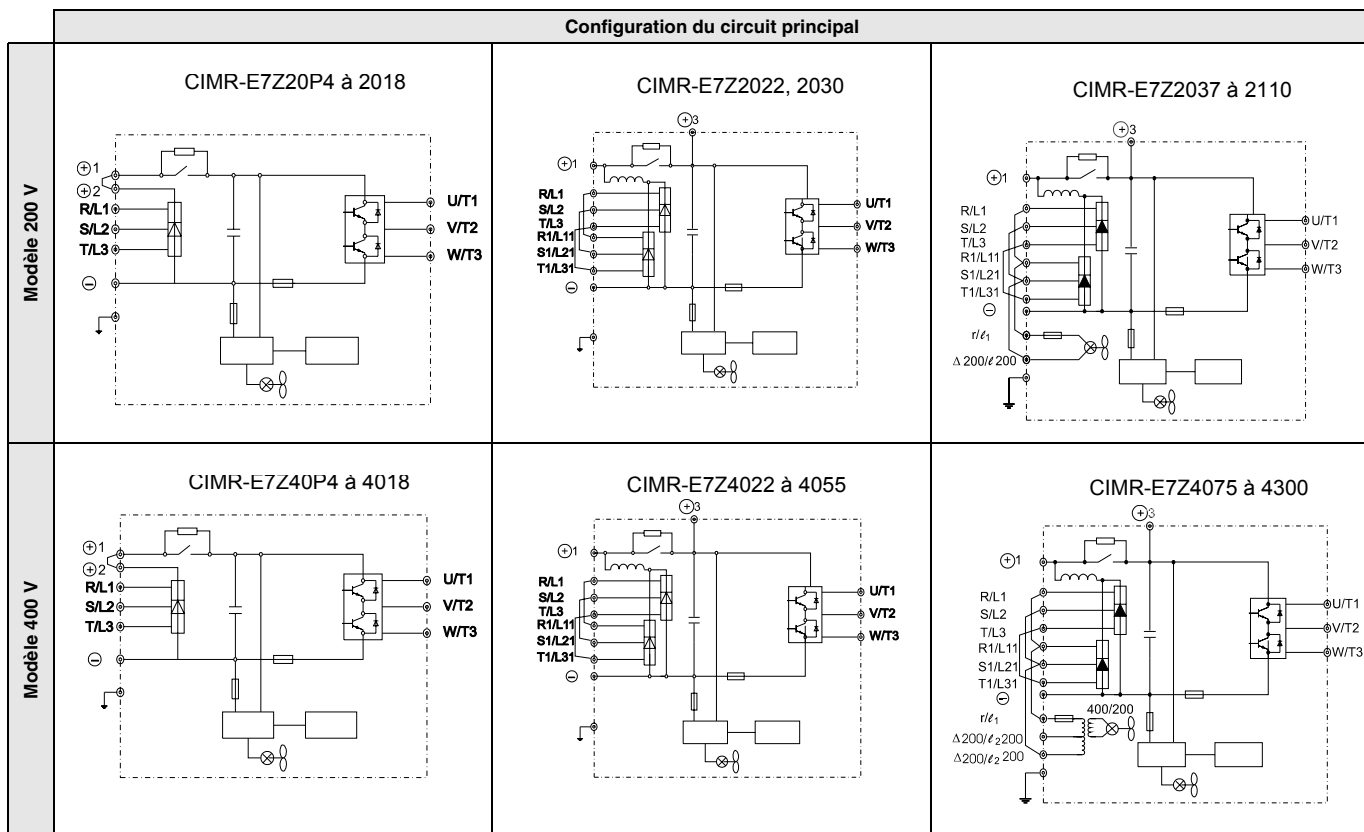 Configuration du circuit principal
Modèle 200 V
CIMR-E7Z20P4 à 2018
⊕1
⊕2
R/L1
S/L2
T/L3
⊖
U/T1
V/T2
W/T3
CIMR-E7Z2022, 2030
⊕3
⊕1
R/L1
S/L2
T/L3
R1/L11
S1/L21
T1/L31
⊖
U/T1
V/T2
W/T3
CIMR-E7Z2037 à 2110
⊕3
⊕1
R/L1
S/L2
T/L3
R1/L11
S1/L21
T1/L31
⊖
r/ℓ1
Δ200/ℓ200
U/T1
V/T2
W/T3
Modèle 400 V
CIMR-E7Z40P4 à 4018
⊕1
⊕2
R/L1
S/L2
T/L3
⊖
U/T1
V/T2
W/T3
CIMR-E7Z4022 à 4055
⊕3
⊕1
R/L1
S/L2
T/L3
R1/L11
S1/L21
T1/L31
⊖
U/T1
V/T2
W/T3
CIMR-E7Z4075 à 4300
⊕3
⊕1
R/L1
S/L2
T/L3
R1/L11
S1/L21
T1/L31
⊖
r/ℓ1
Δ200/ℓ2200
Δ200/ℓ2 200
400/200
U/T1
V/T2
W/T3